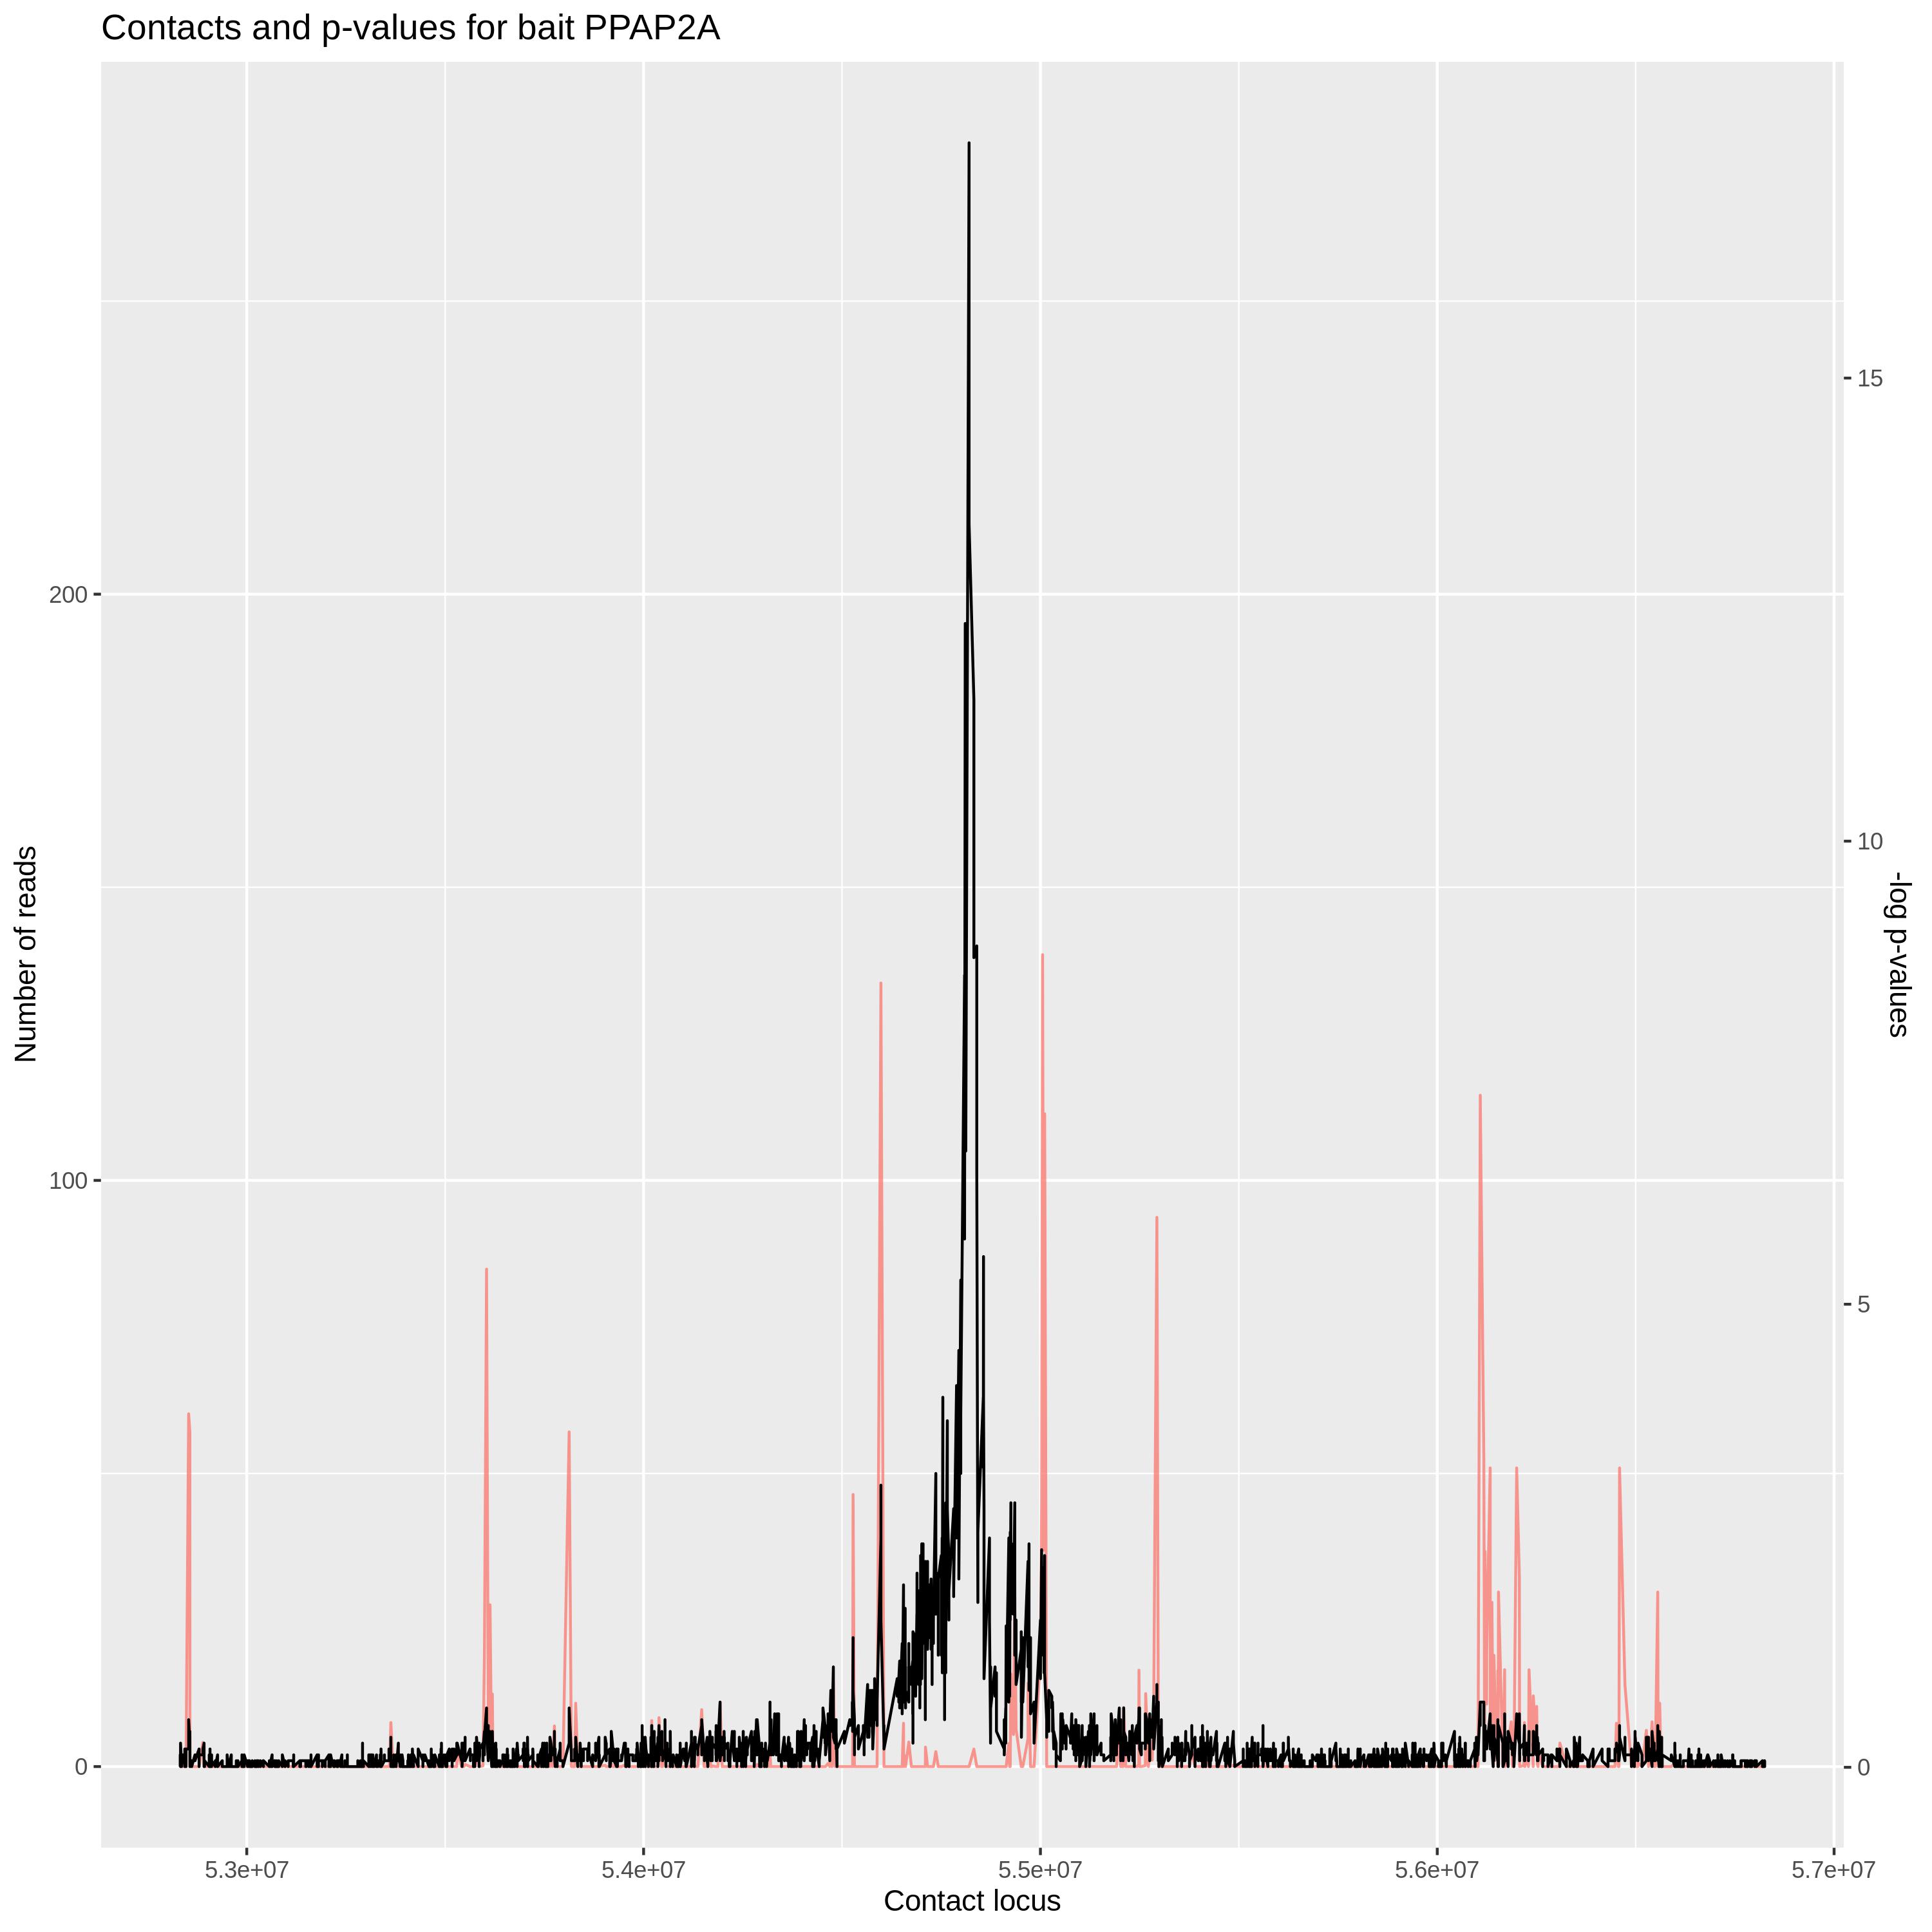 Contacts and p-values for bait PPAP2A
Number of reads
200
100
0
15
10
5
0
-log p-values
5.3e+07
5.4e+07
5.5e+07
5.6e+07
5.7e+07
Contact locus